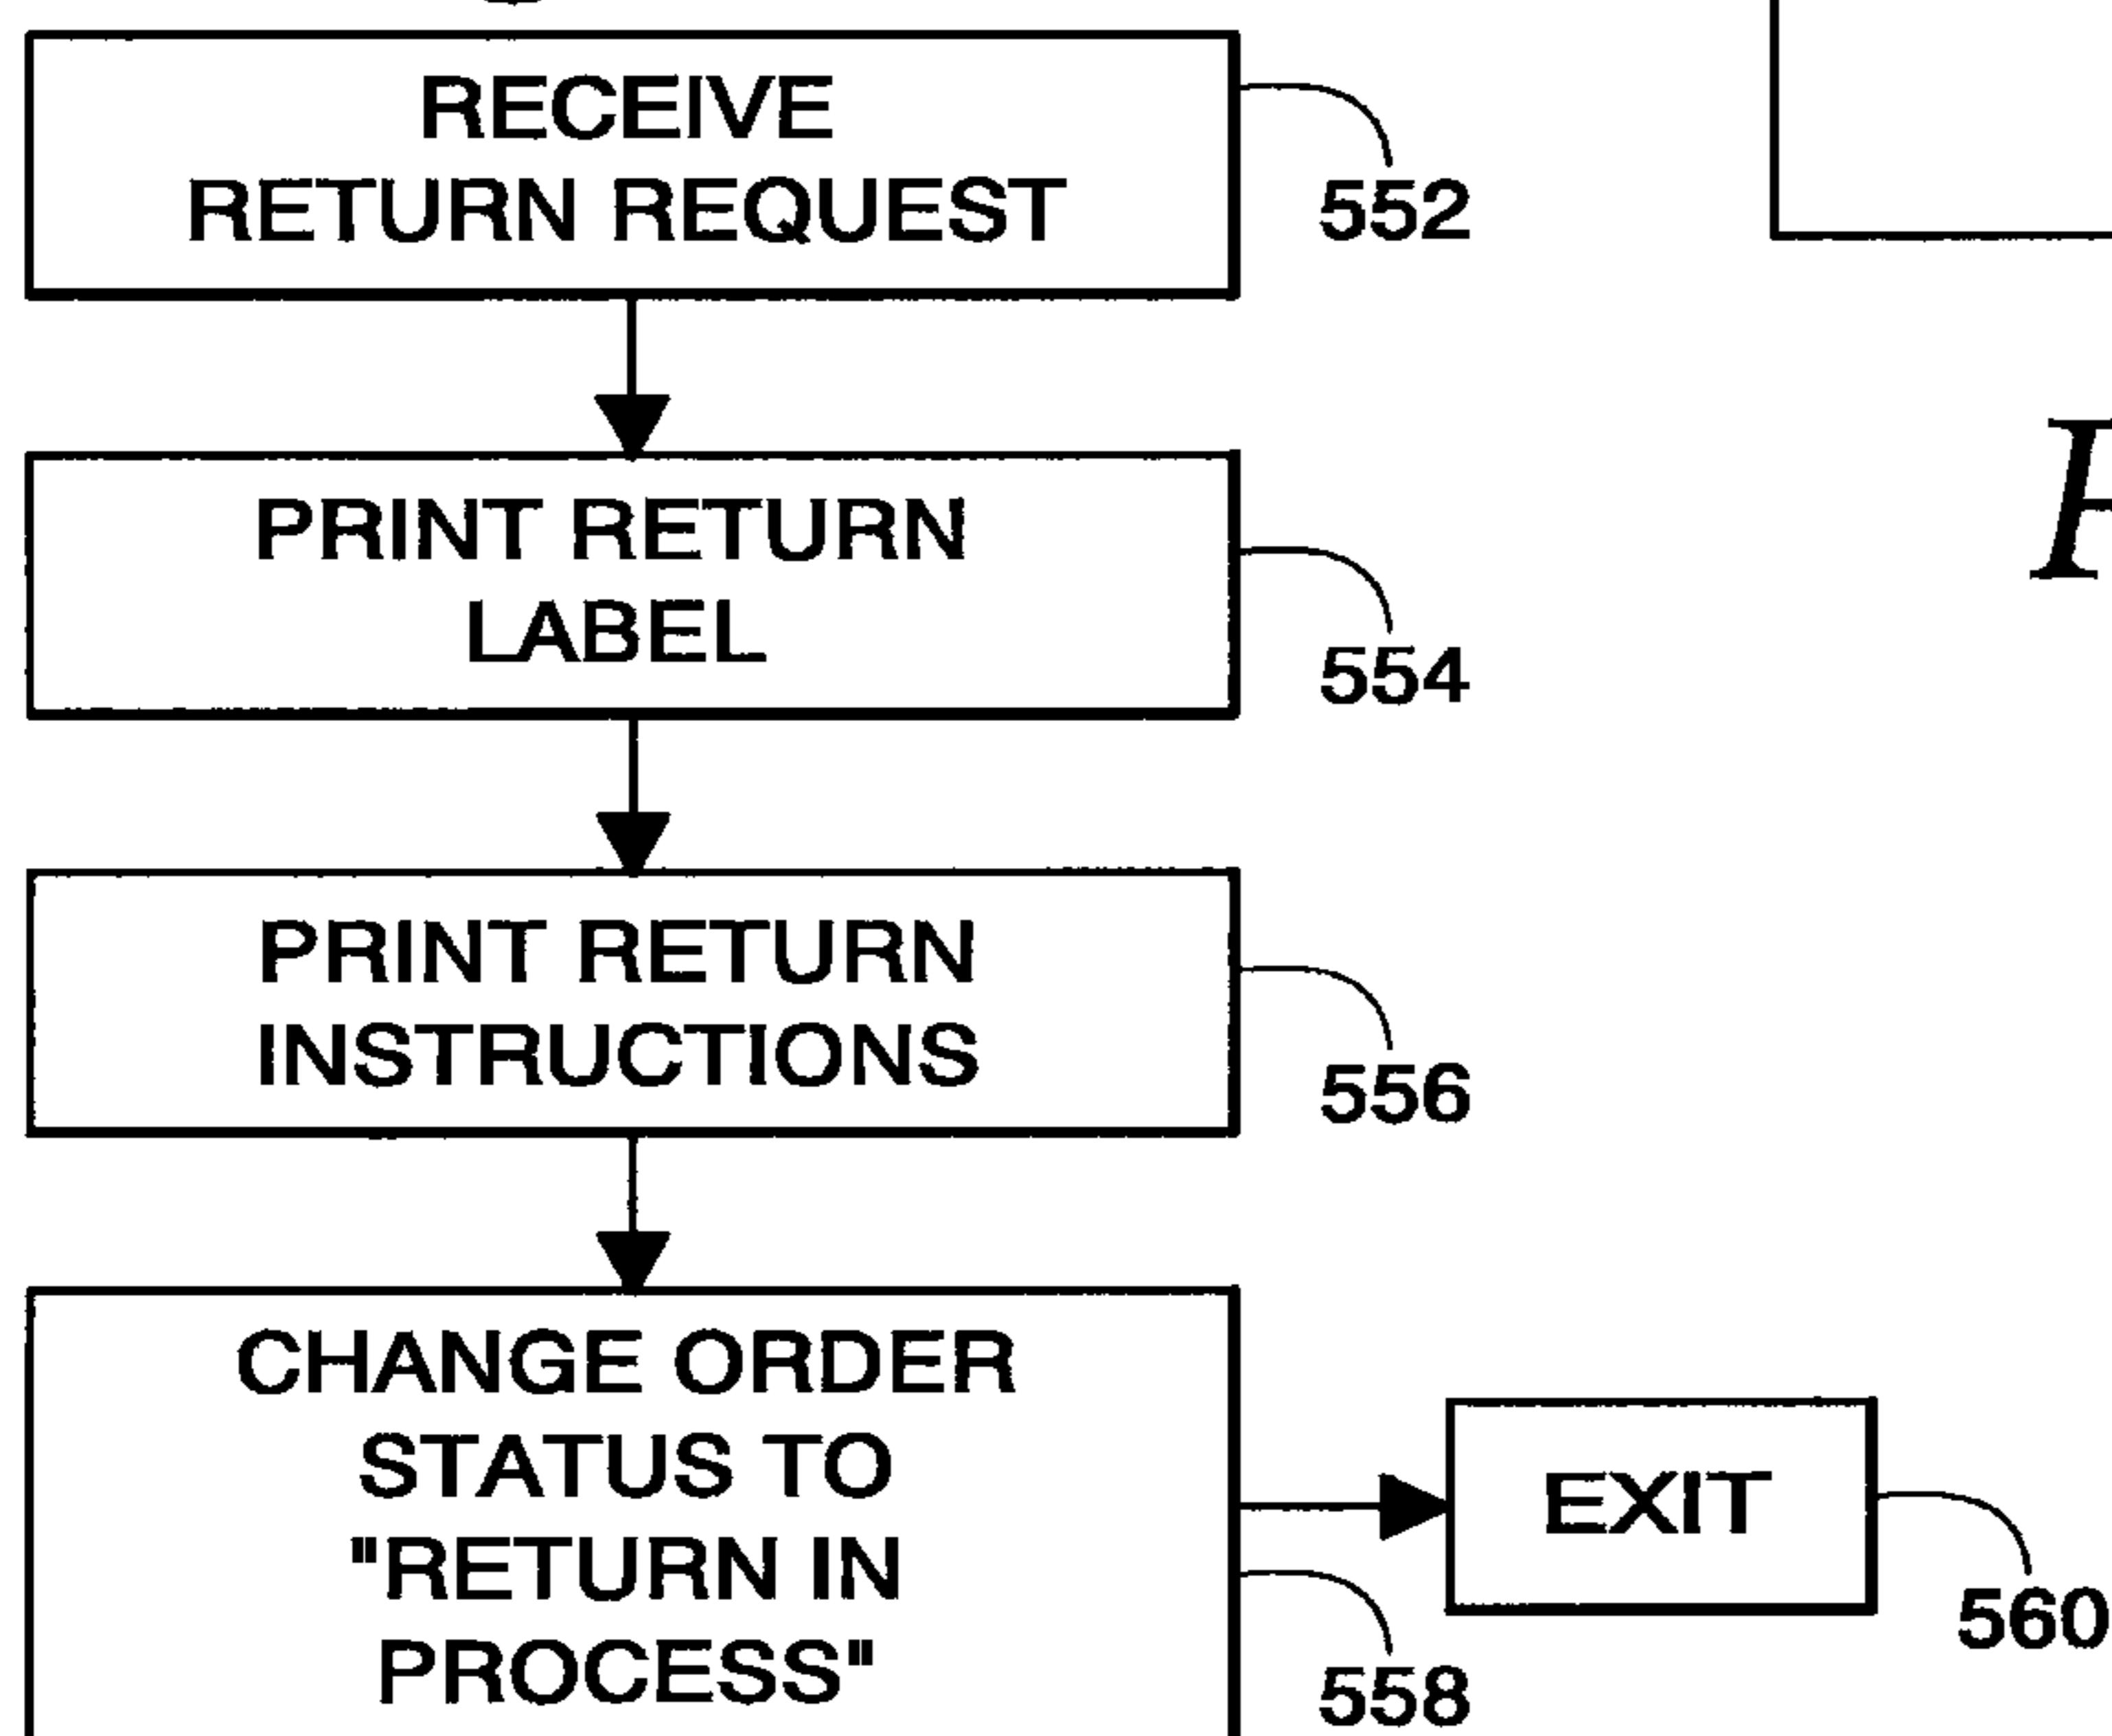 RECEIVE
RETURN REQUEST
552
PRINT RETURN
LABEL
554
PRINT RETURN
INSTRUCTIONS
556
CHANGE ORDER
STATUS TO
"RETURN IN
PROCESS"
558
EXIT
560